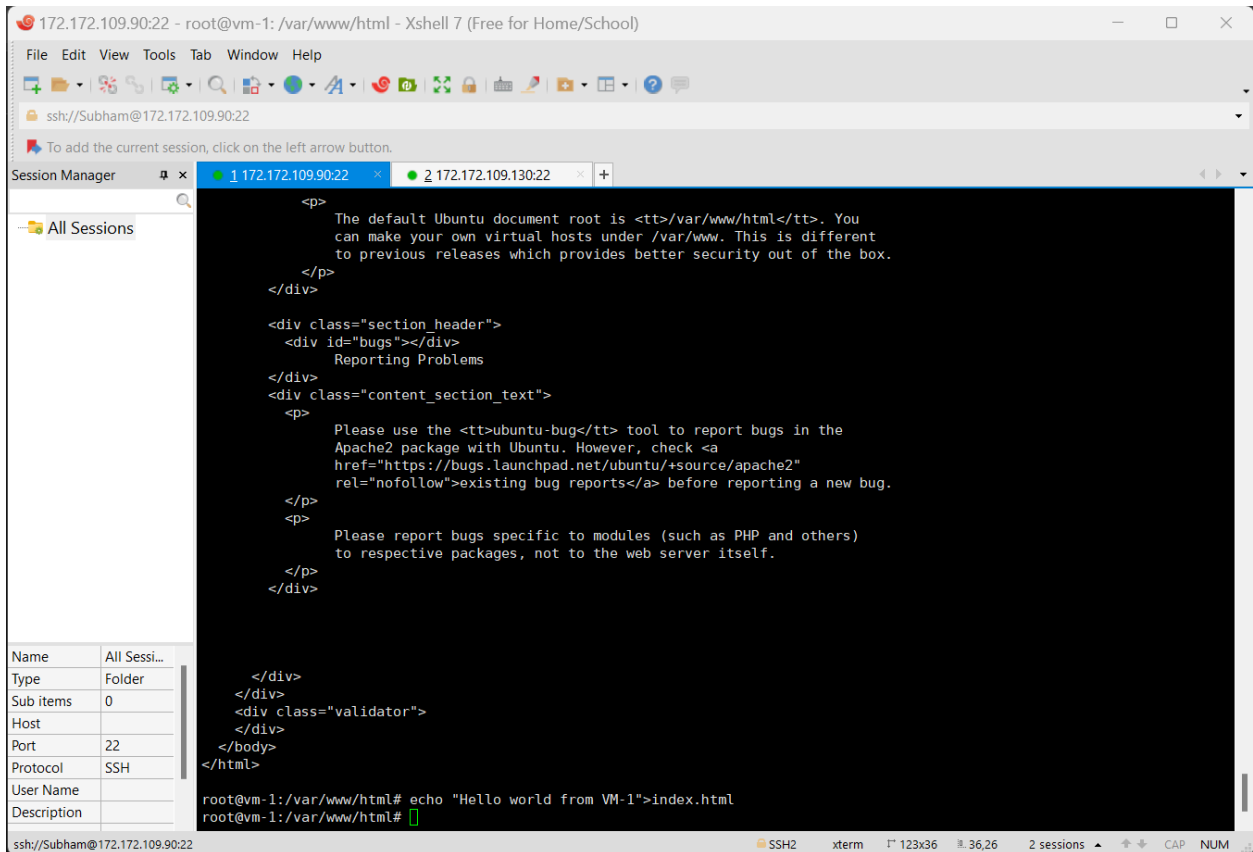 172.172.109.90:22 - root@vm-1: /var/www/html - Xshell 7 (Free for Home/School)
File Edit View Tools Tab Window Help
ssh://Subham@172.172.109.90:22
To add the current session, click on the left arrow button.
Session Manager
1 172.172.109.90:22
2 172.172.109.130:22
All Sessions
<p>
The default Ubuntu document root is <tt>/var/www/html</tt>. You
can make your own virtual hosts under /var/www. This is different
to previous releases which provides better security out of the box.
</p>
</div>
<div class="section_header">
<div id="bugs"></div>
Reporting Problems
</div>
<div class="content_section_text">
<p>
Please use the <tt>ubuntu-bug</tt> tool to report bugs in the
Apache2 package with Ubuntu. However, check <a
href="https://bugs.launchpad.net/ubuntu/+source/apache2"
rel="nofollow">existing bug reports</a> before reporting a new bug.
</p>
<p>
Please report bugs specific to modules (such as PHP and others)
to respective packages, not to the web server itself.
</p>
</div>
</div>
</div>
<div class="validator">
</div>
</body>
</html>
root@vm-1:/var/www/html# echo "Hello world from VM-1">index.html
root@vm-1:/var/www/html#
Name All Sessi...
Type Folder
Sub items 0
Host
Port 22
Protocol SSH
User Name
Description
ssh://Subham@172.172.109.90:22
SSH2 xterm 123x36 36,26 2 sessions CAP NUM